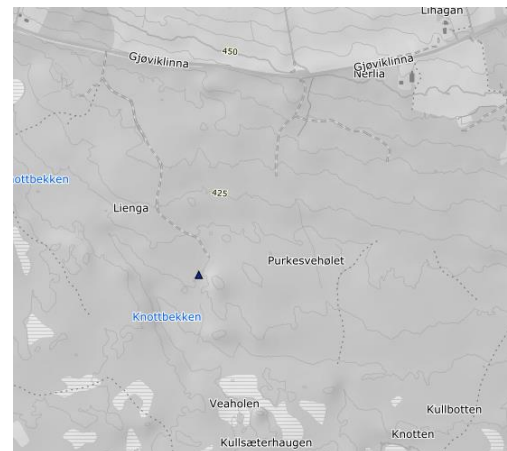 Lihagan
450
Gjøviklinna
Gjøviklinna
Nerlia
ottbekken
425
Lienga
Purkesvehølet
Knottbekken
Veaholen
Kullbotten
Knotten
Kullsæterhaugen